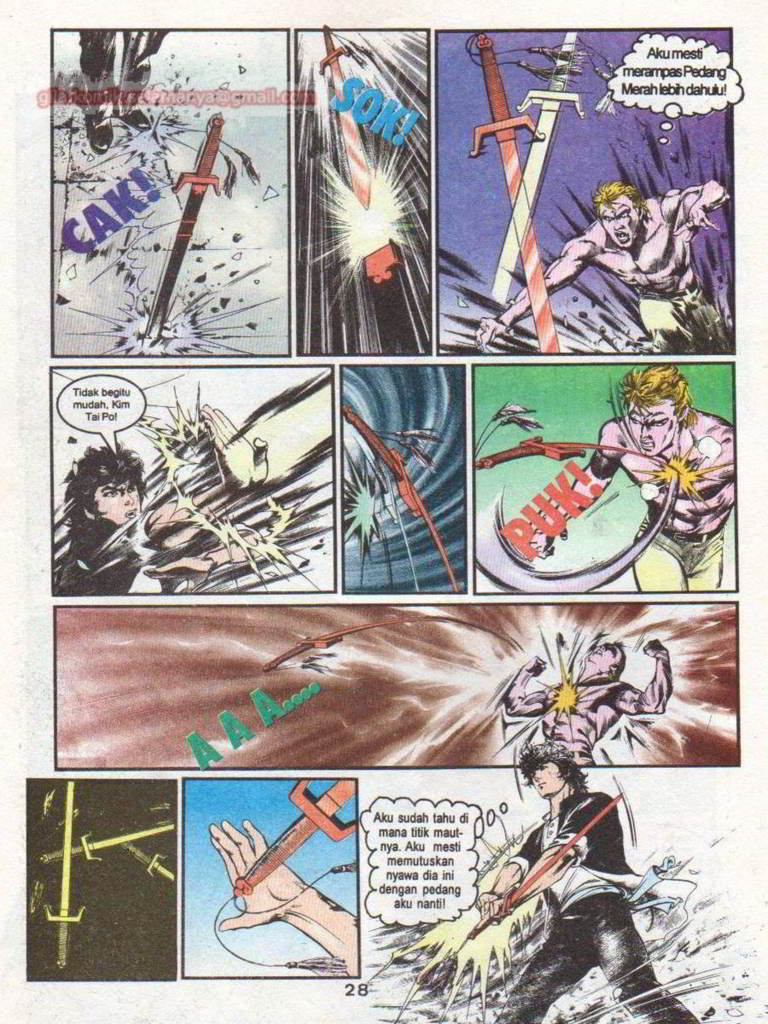 CAK!
SOK!
Aku mesti
merampas Pedang
Merah lebih dahulu!
Tidak begitu
mudah, Kim
Tai Po!
PUK!
AAA....
Aku sudah tahu di
mana titik maut-
nya. Aku mesti
memutuskan
nyawa dia ini
dengan pedang
aku nanti!
28